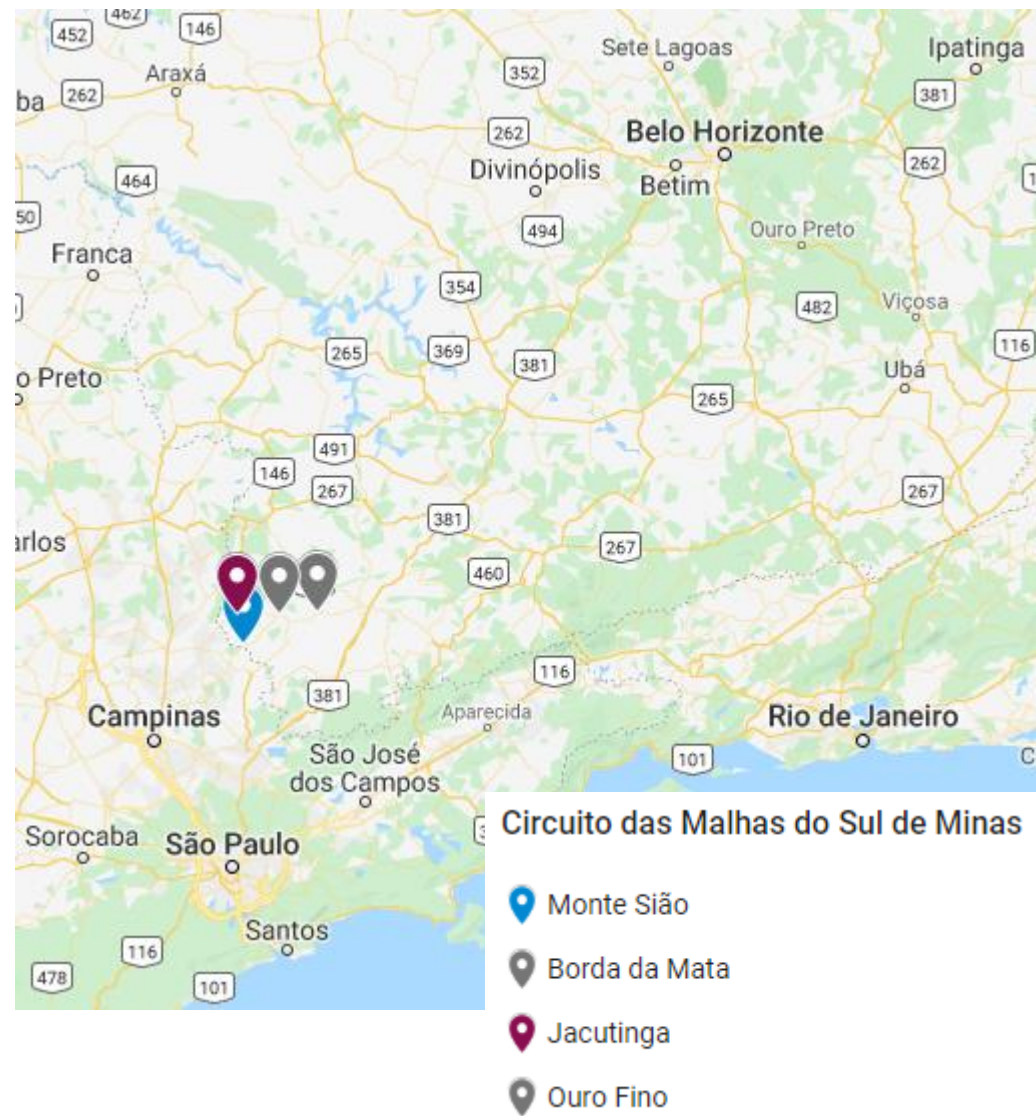 462
452
146
Sete Lagoas
Ipatinga
Araxá
352
ba
262
381
262
Belo Horizonte
Divinópolis
Betim
262
464
50
494
Ouro Preto
Franca
354
482
Viçosa
265
369
381
116
o Preto
Ubá
265
491
146
267
267
381
arlos
267
460
116
381
Aparecida
Campinas
Rio de Janeiro
São José
dos Campos
101
C
Sorocaba
São Paulo
Santos
116
478
101
Circuito das Malhas do Sul de Minas
Monte Sião
Borda da Mata
Jacutinga
Ouro Fino